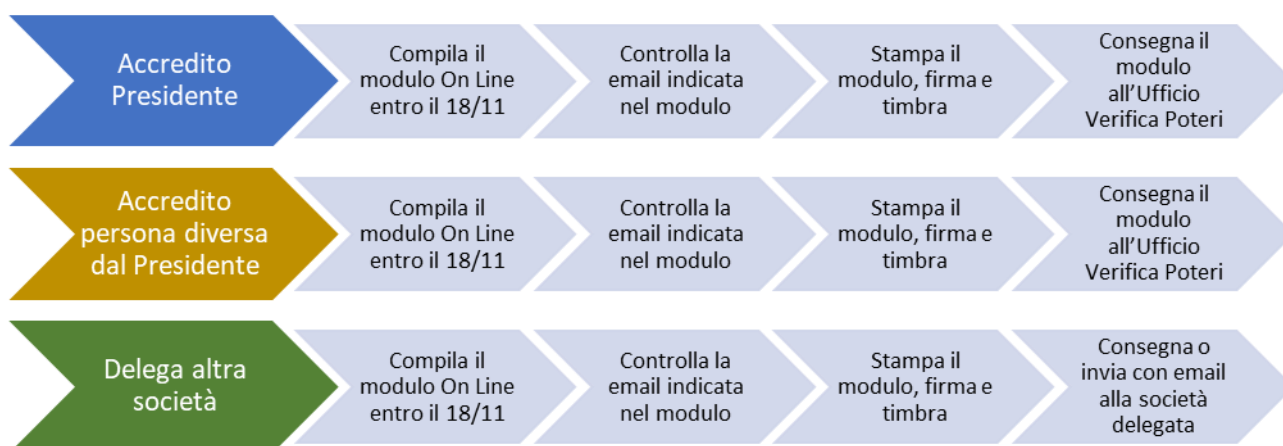 Accredito
Presidente
Compila il
modulo On Line
entro il 18/11
Controlla la
email indicata
nel modulo
Stampa il
modulo, firma e
timbra
Consegna il
modulo
all'Ufficio
Verifica Poteri
Accredito
persona diversa
dal Presidente
Compila il
modulo On Line
entro il 18/11
Controlla la
email indicata
nel modulo
Stampa il
modulo, firma e
timbra
Consegna il
modulo
all'Ufficio
Verifica Poteri
Delega altra
società
Compila il
modulo On Line
entro il 18/11
Controlla la
email indicata
nel modulo
Stampa il
modulo, firma e
timbra
Consegna o
invia con email
alla società
delegata